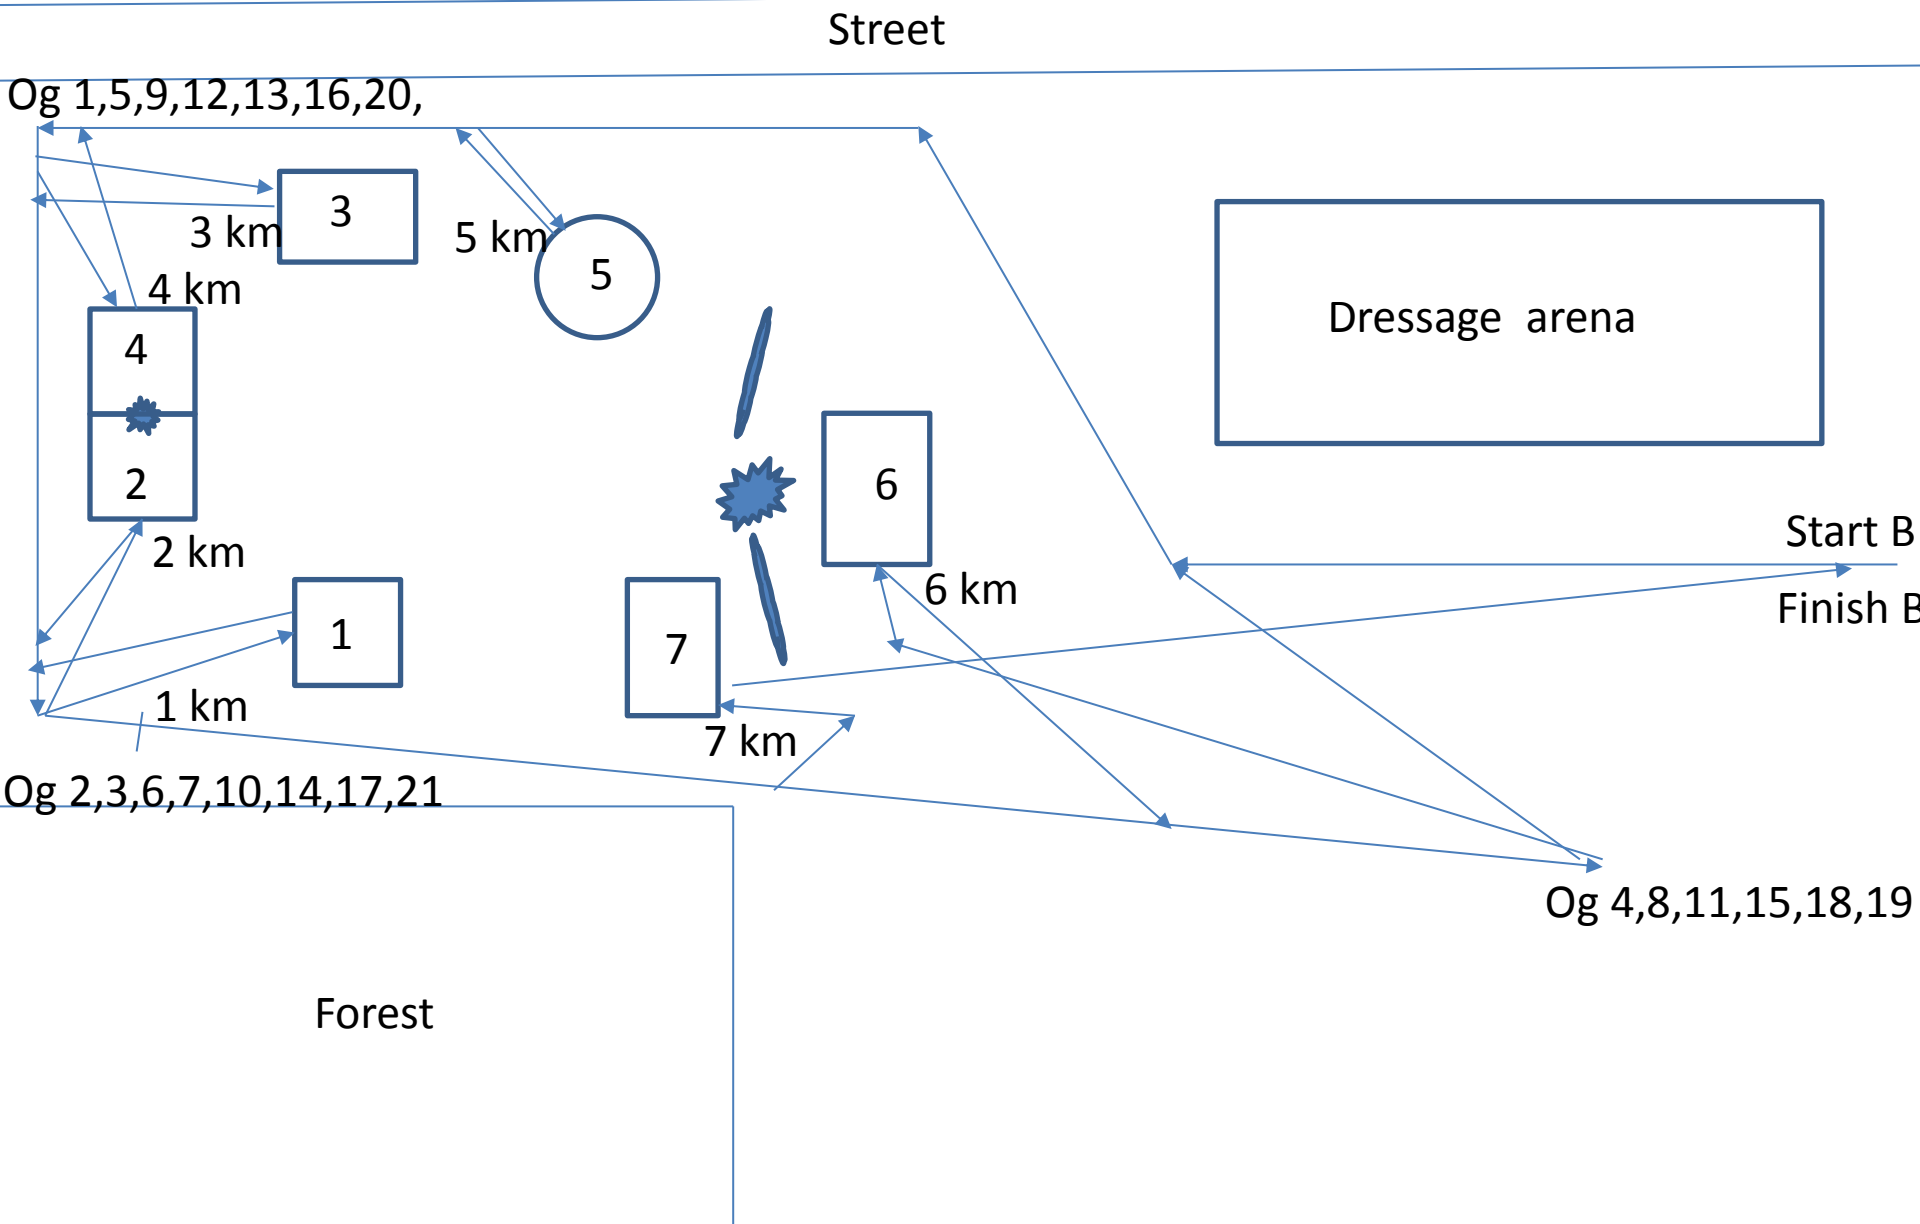 Street
Og 1,5,9,12,13,16,20,
3
3 km
5 km
5
4 km
Dressage  arena
4
2
6
Start B
2 km
6 km
Finish B
1
7
1 km
7 km
Og 2,3,6,7,10,14,17,21
Og 4,8,11,15,18,19
Forest